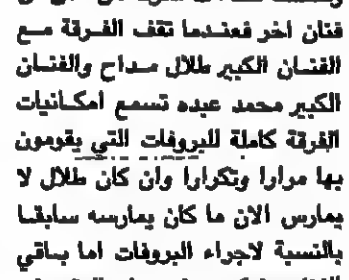 فنان اخر فعندما تقف الفرقة مع
الفنان الكبير طلال مداح والفنان
الكبير محمد عبده تسمع امكانيات
الفرقة كاملة للبروفات التي يقومون
بها مرارا وتكرارا وان كان طلال لا
يمارس الان ما كان يمارسه سابقا
بالنسبة لاجراء البروفات اما باقي